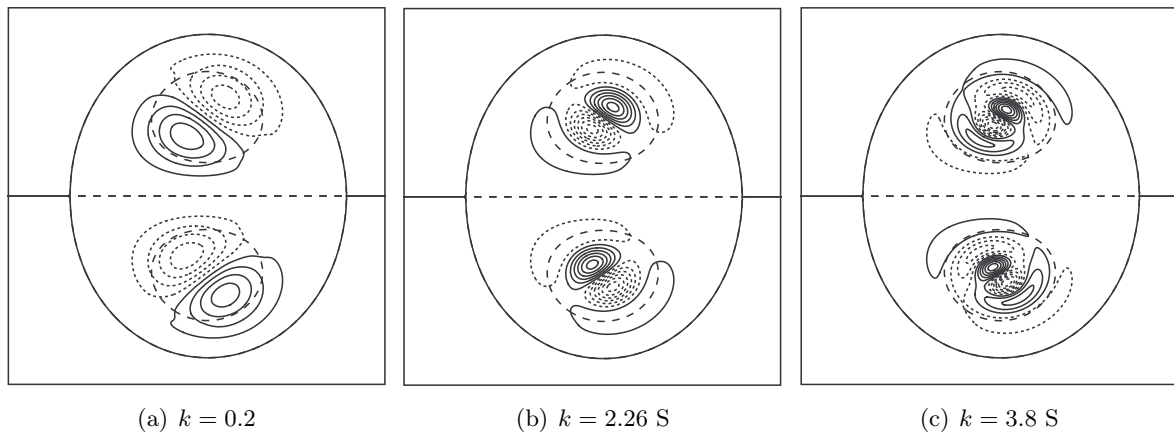 (a) k = 0.2
(b) k = 2.26 S
(c) k = 3.8 S